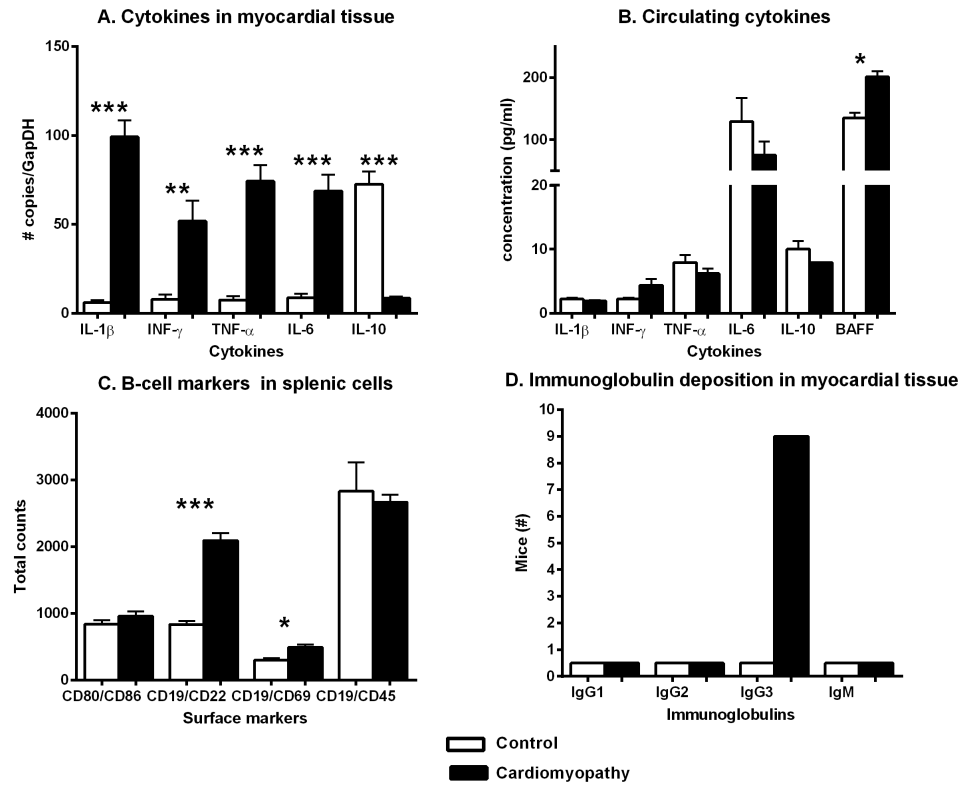 A. Cytokines in myocardial tissue
# copies/GapDH
150
100
50
0
***
**
***
***
***
IL-1β INF-γ TNF-α IL-6 IL-10
Cytokines
B. Circulating cytokines
concentration (pg/ml)
200
100
20
10
0
*
IL-1β INF-γ TNF-α IL-6 IL-10 BAFF
Cytokines
C. B-cell markers in splenic cells
Total counts
4000
3000
2000
1000
0
***
*
CD80/CD86 CD19/CD22 CD19/CD69 CD19/CD45
Surface markers
D. Immunoglobulin deposition in myocardial tissue
Mice (#)
10
9
8
7
6
5
4
3
2
1
0
IgG1 IgG2 IgG3 IgM
Immunoglobulins
Control
Cardiomyopathy